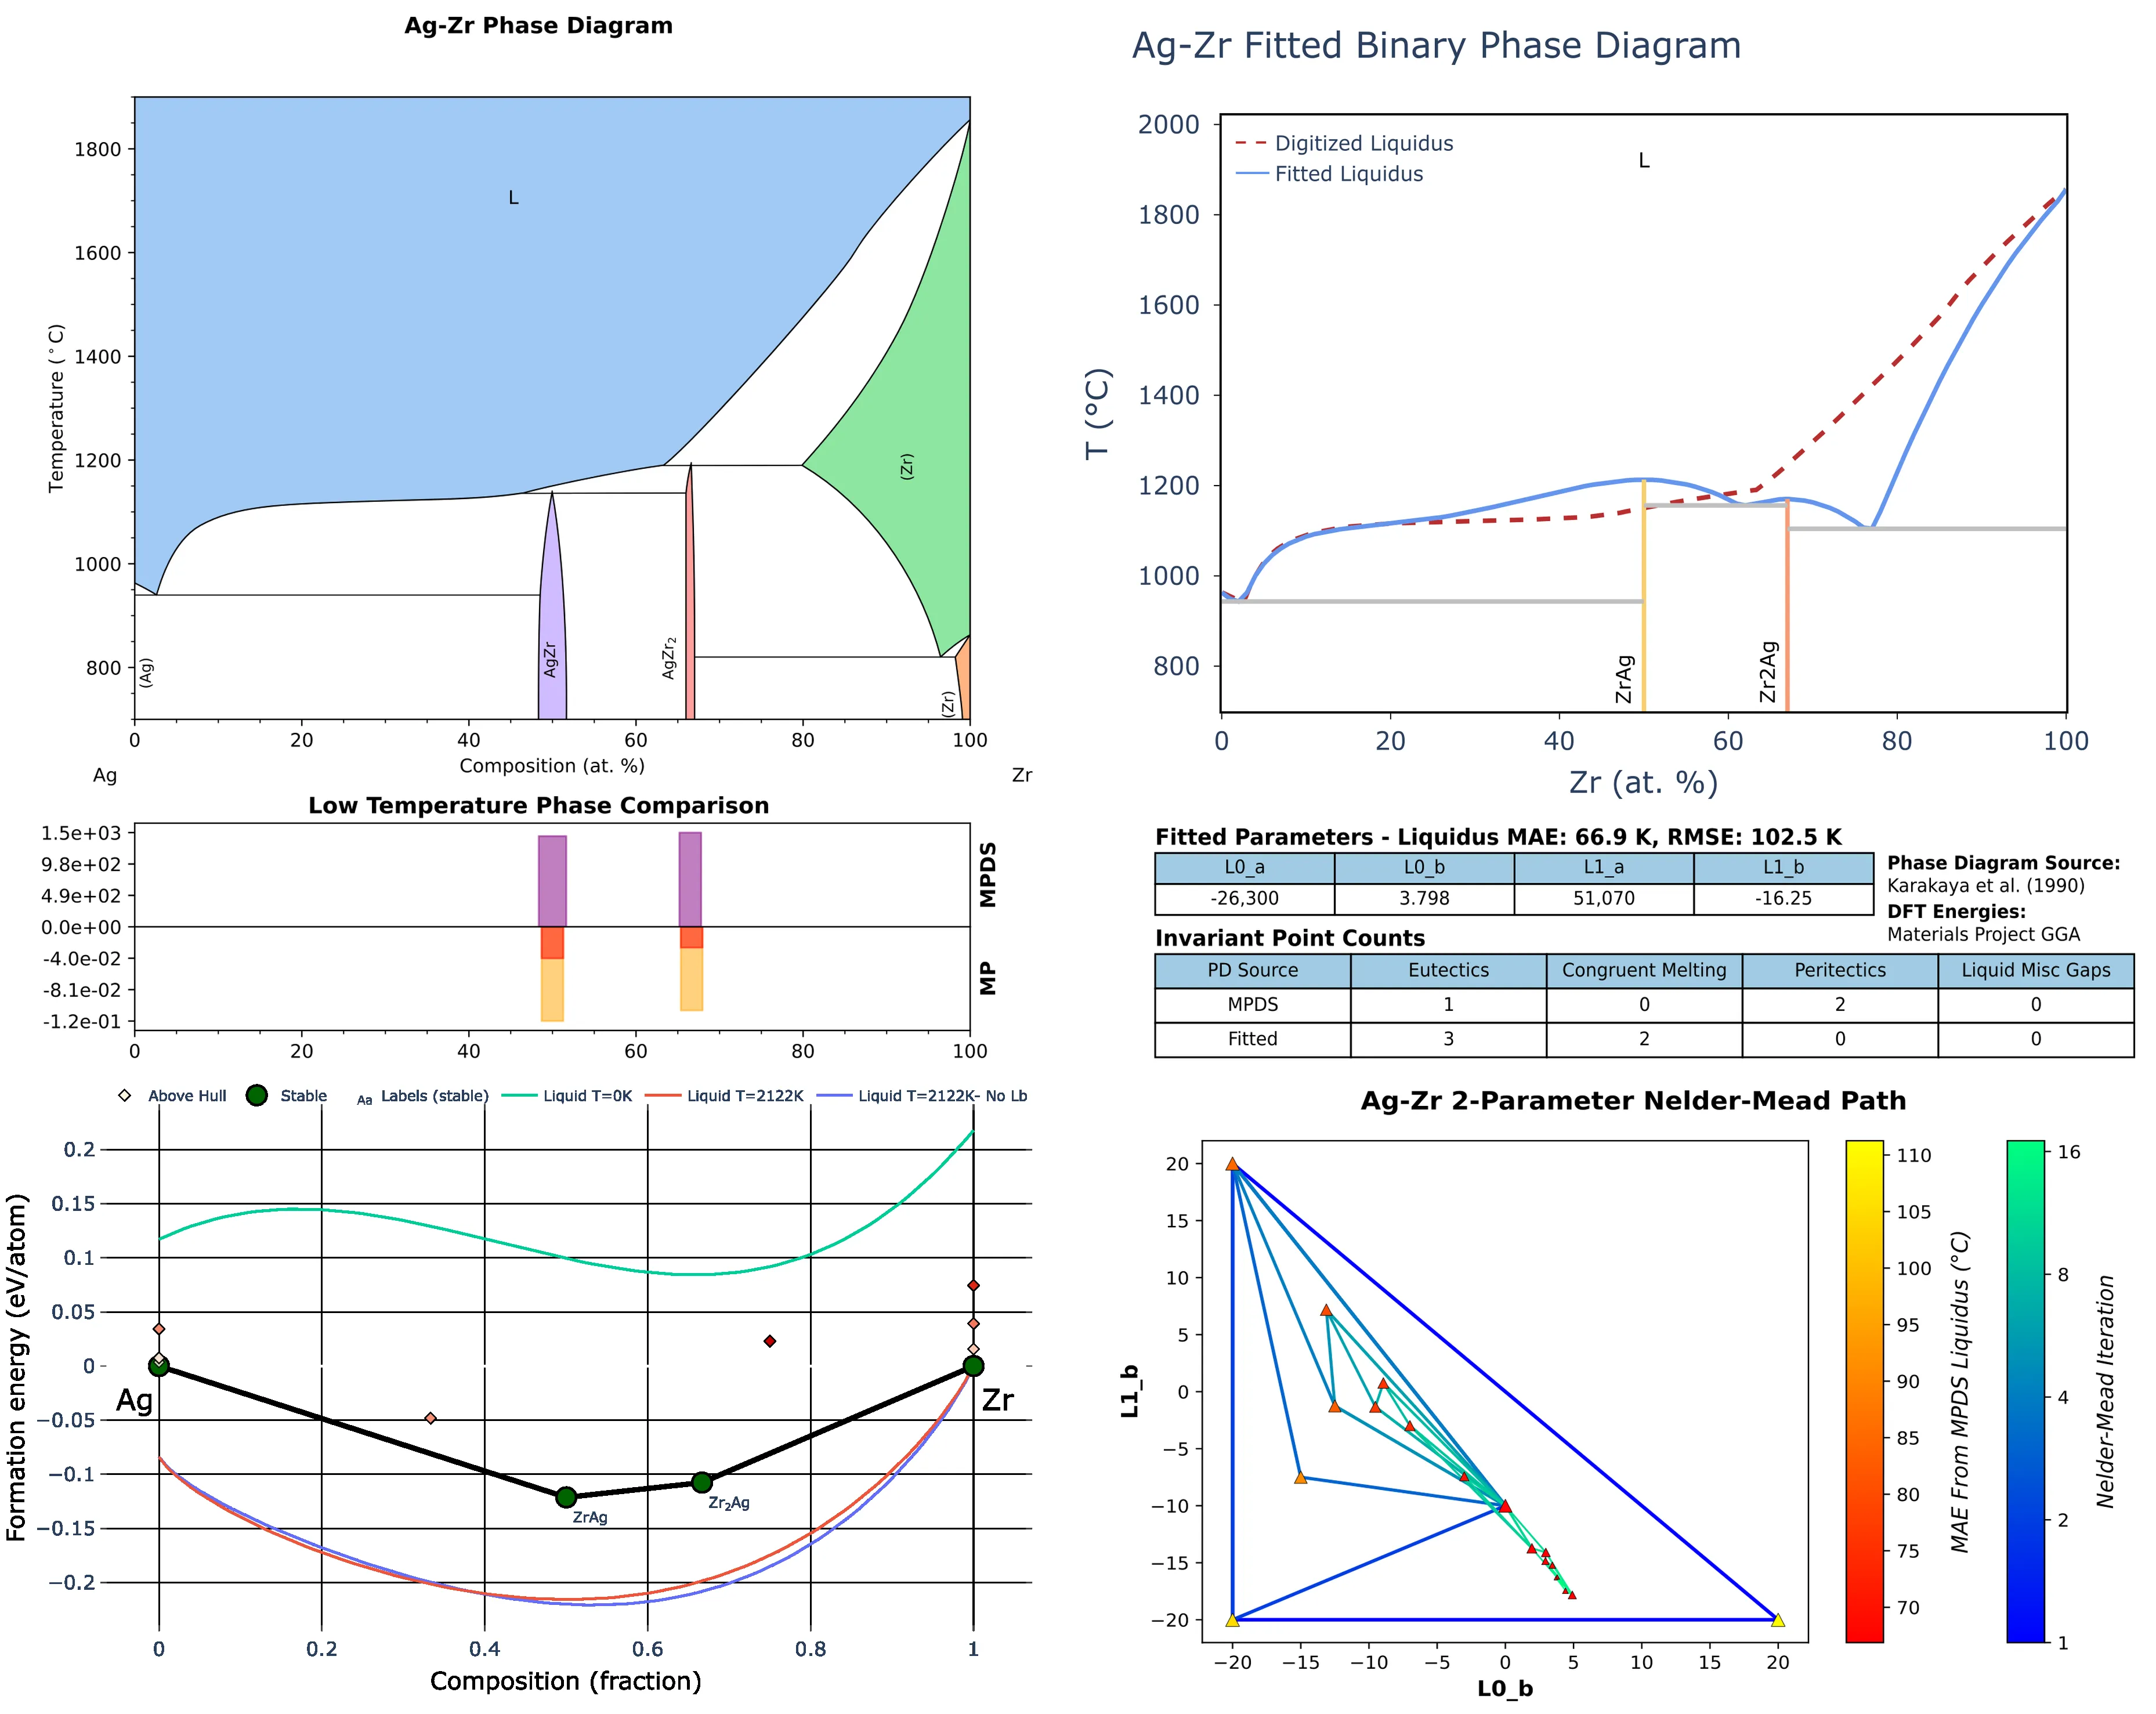 Ag-Zr Phase Diagram
Temperature (°C)
1800
1600
1400
1200
1000
800
L
(Ag)
AgZr
AgZr₂
(Zr)
(Zr)
0 20 40 60 80 100
Composition (at. %)
Ag Zr
Ag-Zr Fitted Binary Phase Diagram
Digitized Liquidus
Fitted Liquidus
L
T (°C)
2000
1800
1600
1400
1200
1000
800
ZrAg
Zr2Ag
0 20 40 60 80 100
Zr (at. %)
Low Temperature Phase Comparison
1.5e+03
9.8e+02
4.9e+02
0.0e+00
-4.0e-02
-8.1e-02
-1.2e-01
MPDS
MP
0 20 40 60 80 100
Fitted Parameters - Liquidus MAE: 66.9 K, RMSE: 102.5 K
L0_a L0_b L1_a L1_b
-26,300 3.798 51,070 -16.25
Phase Diagram Source:
Karakaya et al. (1990)
DFT Energies:
Materials Project GGA
Invariant Point Counts
PD Source Eutectics Congruent Melting Peritectics Liquid Misc Gaps
MPDS 1 0 2 0
Fitted 3 2 0 0
Above Hull Stable Aa Labels (stable) Liquid T=0K Liquid T=2122K Liquid T=2122K- No Lb
Formation energy (eV/atom)
0.2
0.15
0.1
0.05
0
−0.05
−0.1
−0.15
−0.2
Ag
Zr
ZrAg
Zr₂Ag
0 0.2 0.4 0.6 0.8 1
Composition (fraction)
Ag-Zr 2-Parameter Nelder-Mead Path
L1_b
20
15
10
5
0
−5
−10
−15
−20
−20 −15 −10 −5 0 5 10 15 20
L0_b
110
105
100
95
90
85
80
75
70
MAE From MPDS Liquidus (°C)
16
8
4
2
1
Nelder-Mead Iteration